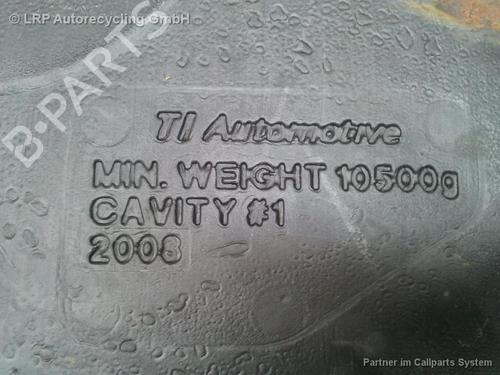 © LRP Autorecycling GmbH
B-PARTS
TI Automotive
MIN. WEIGHT 10500g
CAVITY #1
2008
Partner im Callparts System